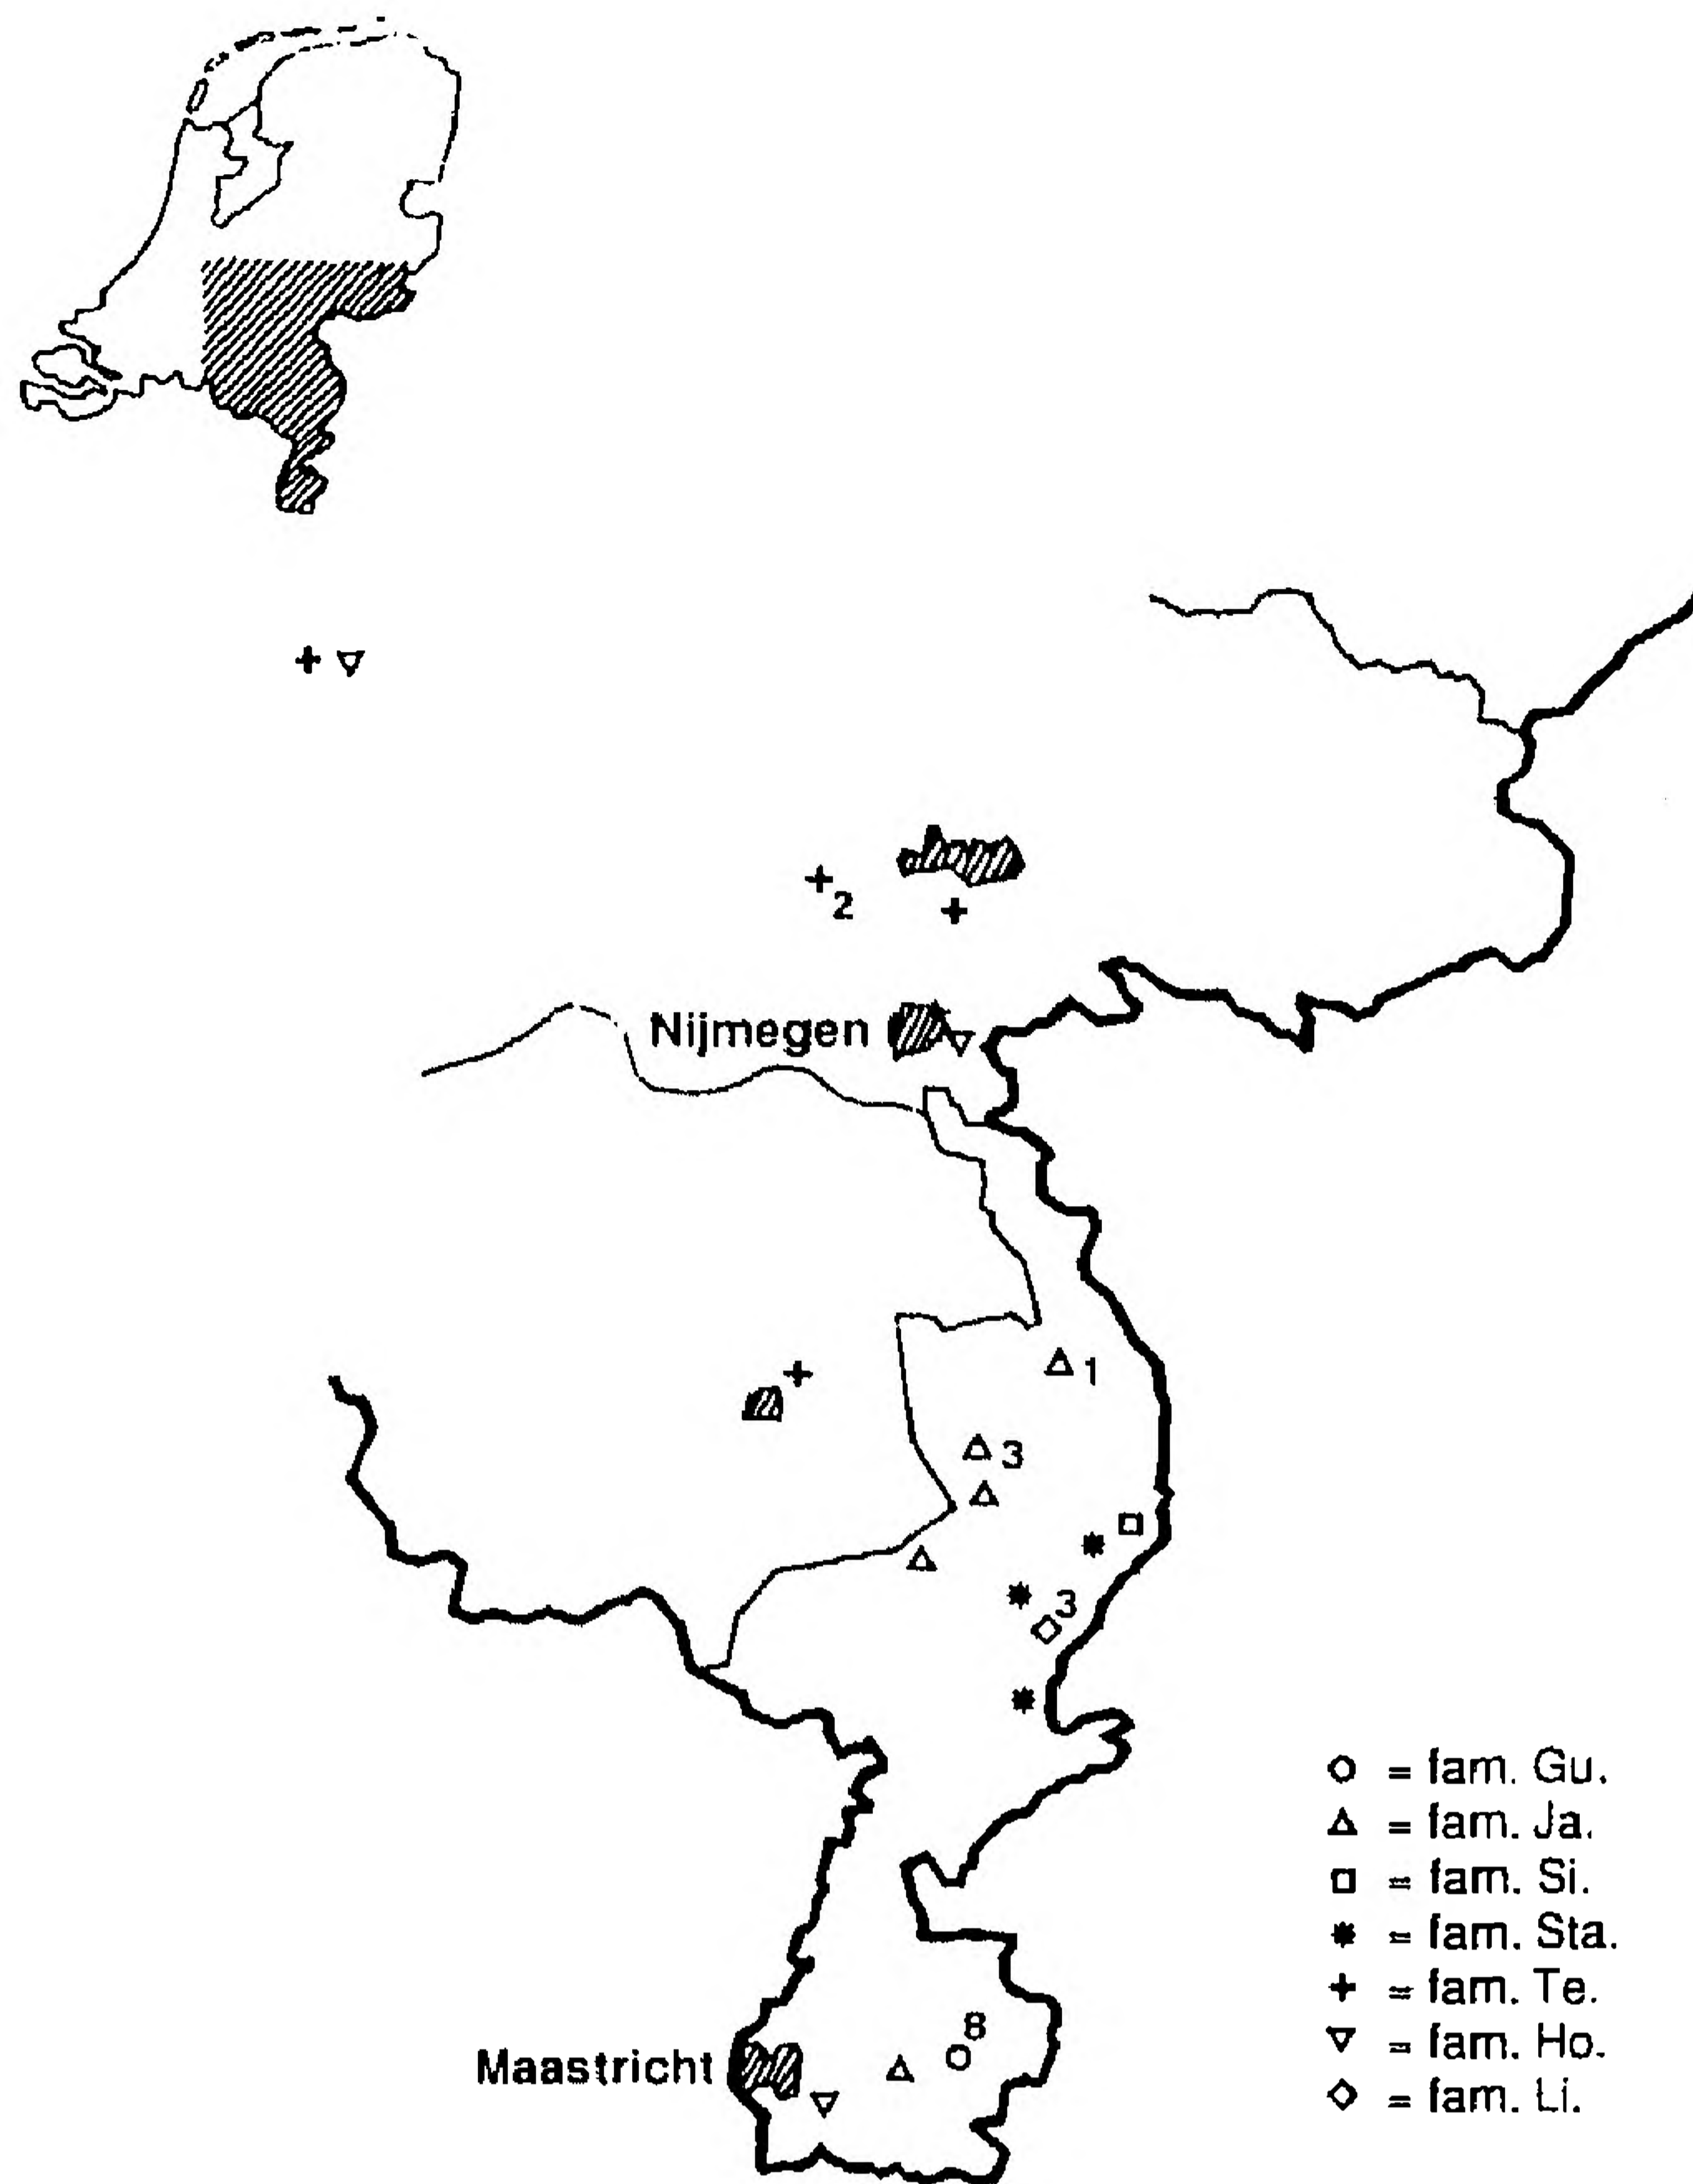 2
Nijmegen
1
3
3
8
Maastricht
o = fam. Gu.
△ = fam. Ja.
□ = fam. Si.
✷ = fam. Sta.
+ = fam. Te.
▽ = fam. Ho.
◇ = fam. Li.